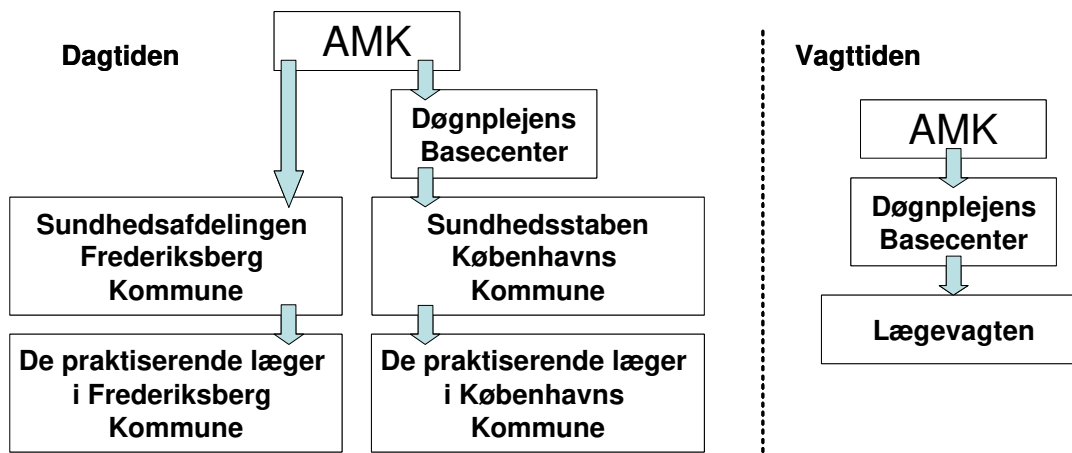 Dagtiden
AMK
Døgnplejens
Basecenter
Sundhedsafdelingen
Frederiksberg
Kommune
Sundhedsstaben
Københavns
Kommune
De praktiserende læger
i Frederiksberg
Kommune
De praktiserende læger
i Københavns
Kommune
Vagttiden
AMK
Døgnplejens
Basecenter
Lægevagten